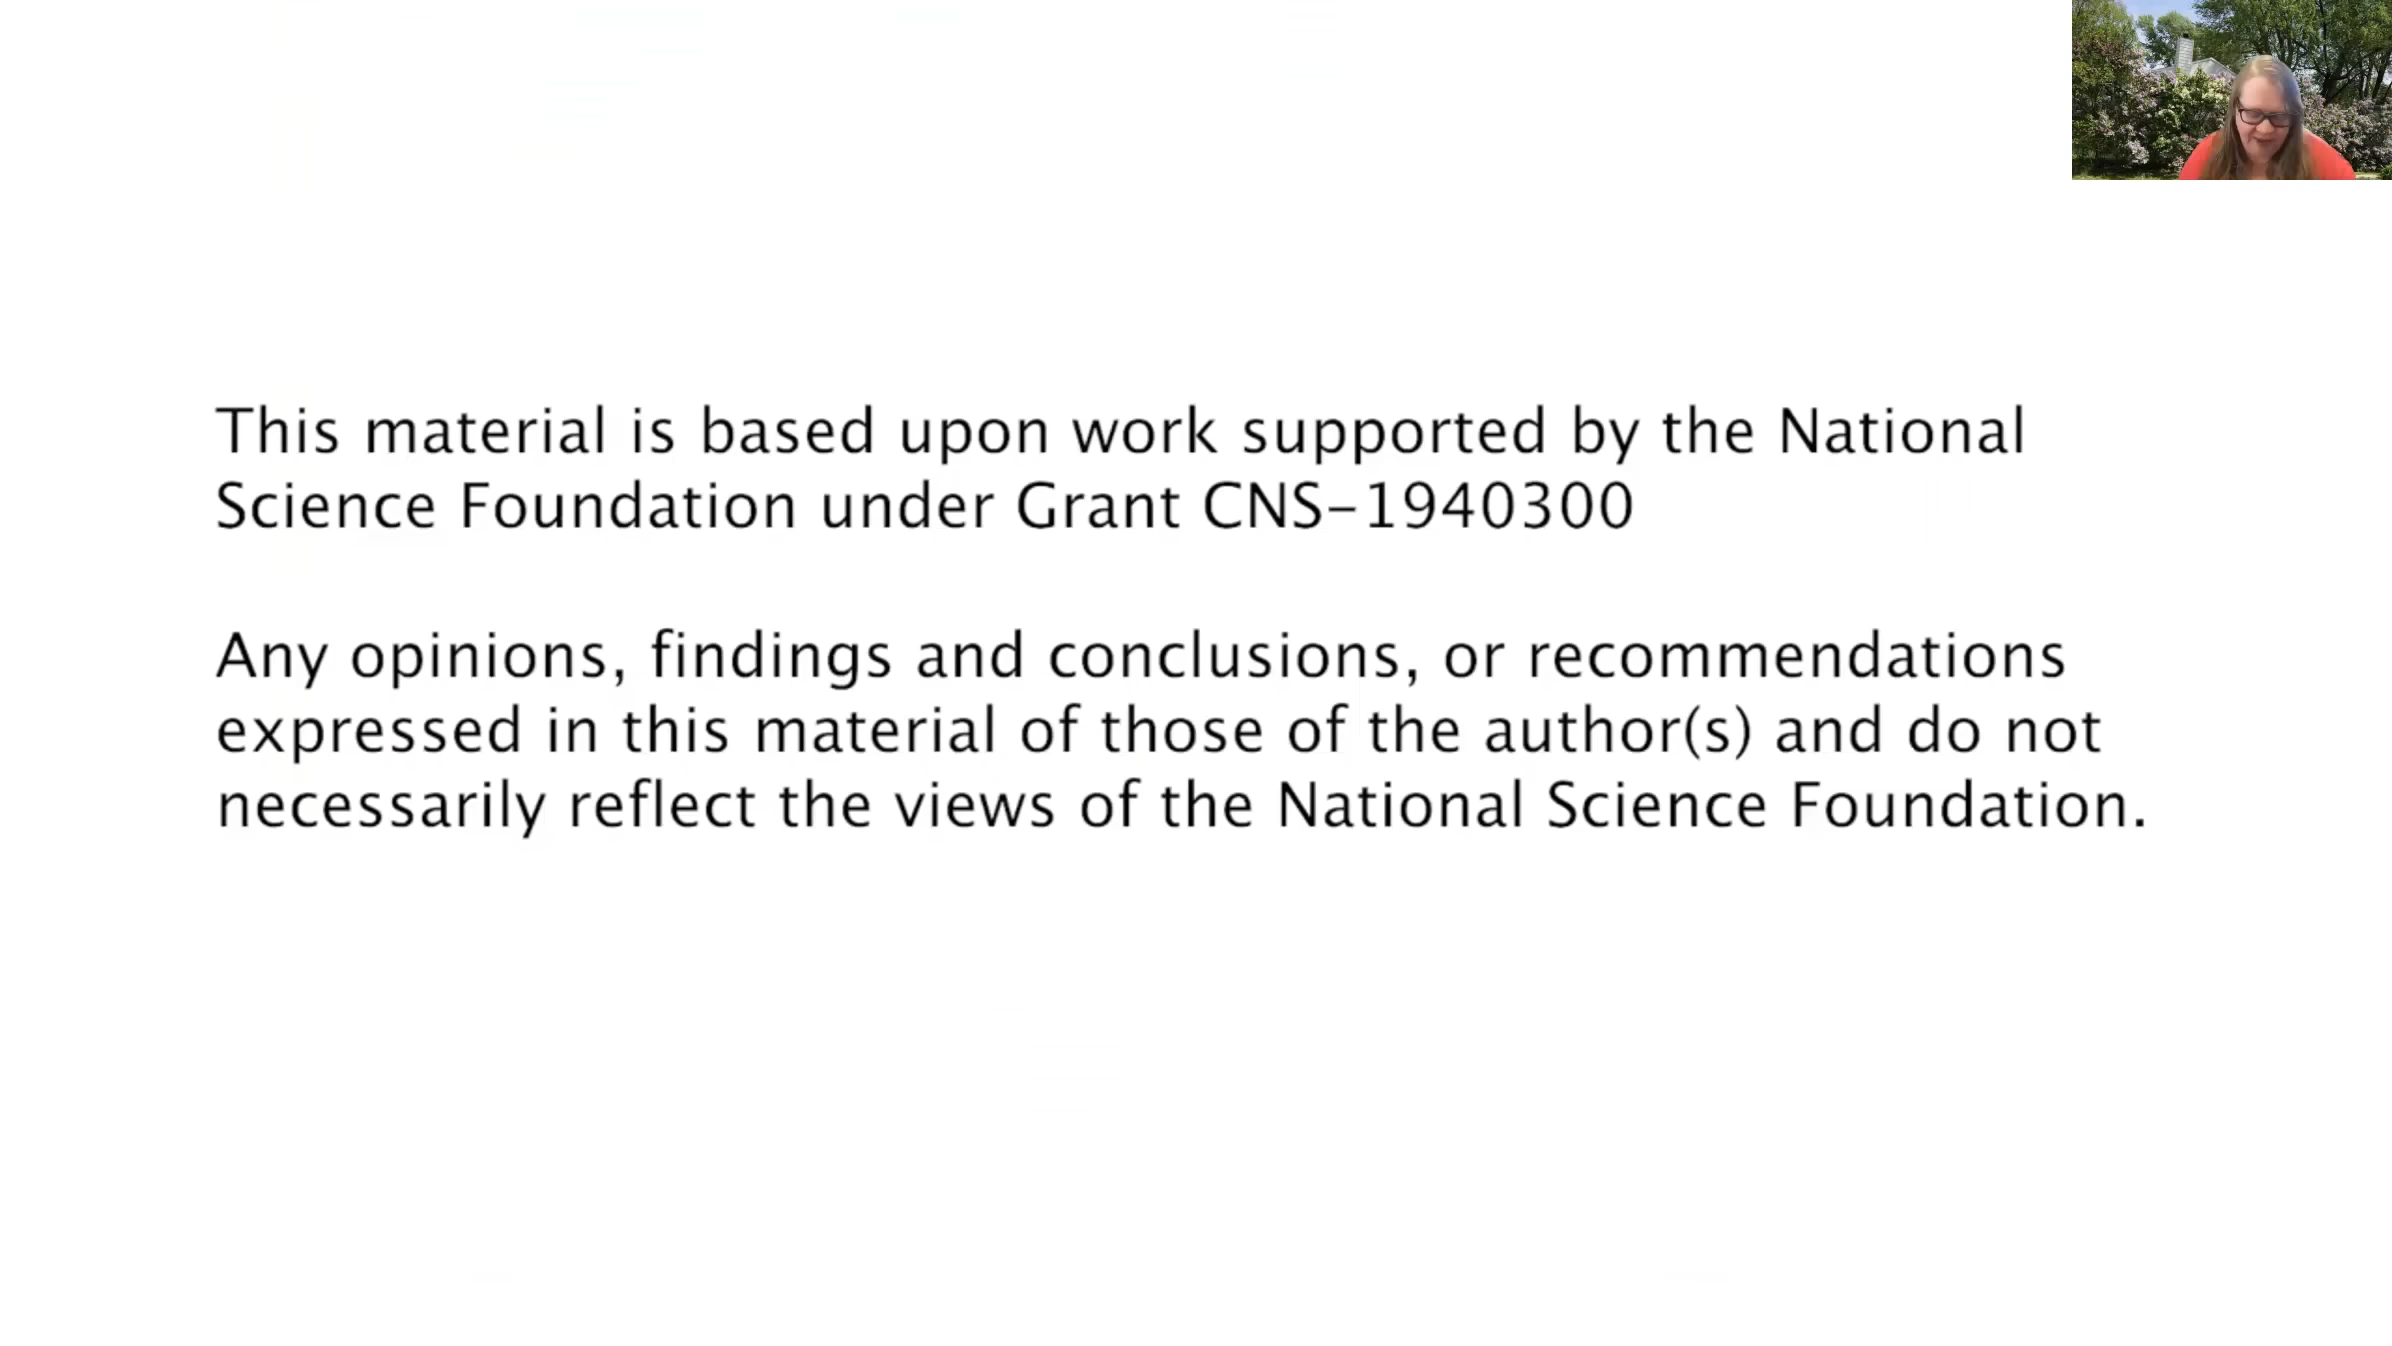 This material is based upon work supported by the National
Science Foundation under Grant CNS–1940300
Any opinions, findings and conclusions, or recommendations
expressed in this material of those of the author(s) and do not
necessarily reflect the views of the National Science Foundation.